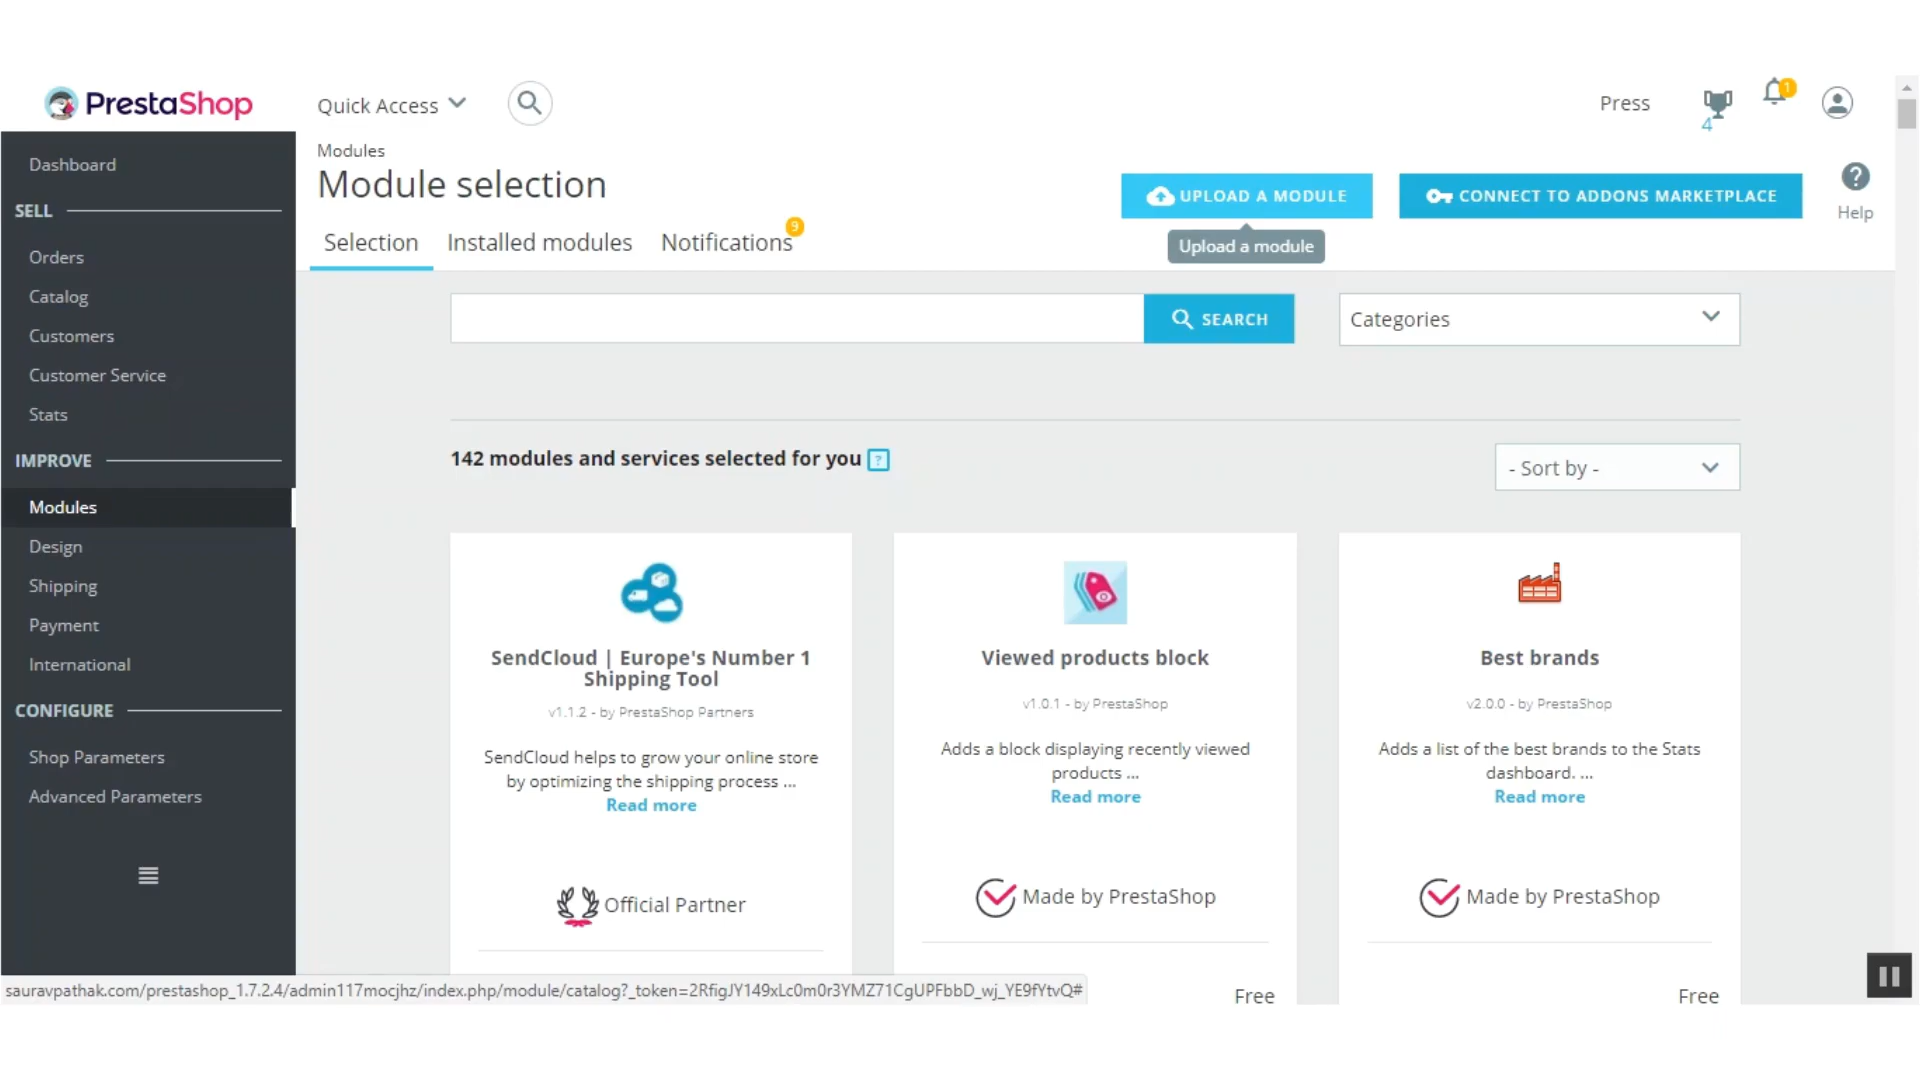 PrestaShop
Quick Access
Press
4
1
Dashboard
SELL
Orders
Catalog
Customers
Customer Service
Stats
IMPROVE
Modules
Design
Shipping
Payment
International
CONFIGURE
Shop Parameters
Advanced Parameters
Modules
Module selection
UPLOAD A MODULE
CONNECT TO ADDONS MARKETPLACE
?
Help
Upload a module
Selection
Installed modules
Notifications
9
SEARCH
Categories
142 modules and services selected for you ?
- Sort by -
SendCloud | Europe's Number 1
Shipping Tool
v1.1.2 - by PrestaShop Partners
SendCloud helps to grow your online store
by optimizing the shipping process ...
Read more
Official Partner
Viewed products block
v1.0.1 - by PrestaShop
Adds a block displaying recently viewed
products ...
Read more
Made by PrestaShop
Free
Best brands
v2.0.0 - by PrestaShop
Adds a list of the best brands to the Stats
dashboard. ...
Read more
Made by PrestaShop
Free
sauravpathak.com/prestashop_1.7.2.4/admin117mocjhz/index.php/module/catalog?_token=2RfigJY149xLc0m0r3YMZ71CgUPFbbD_wj_YE9fYtvQ#